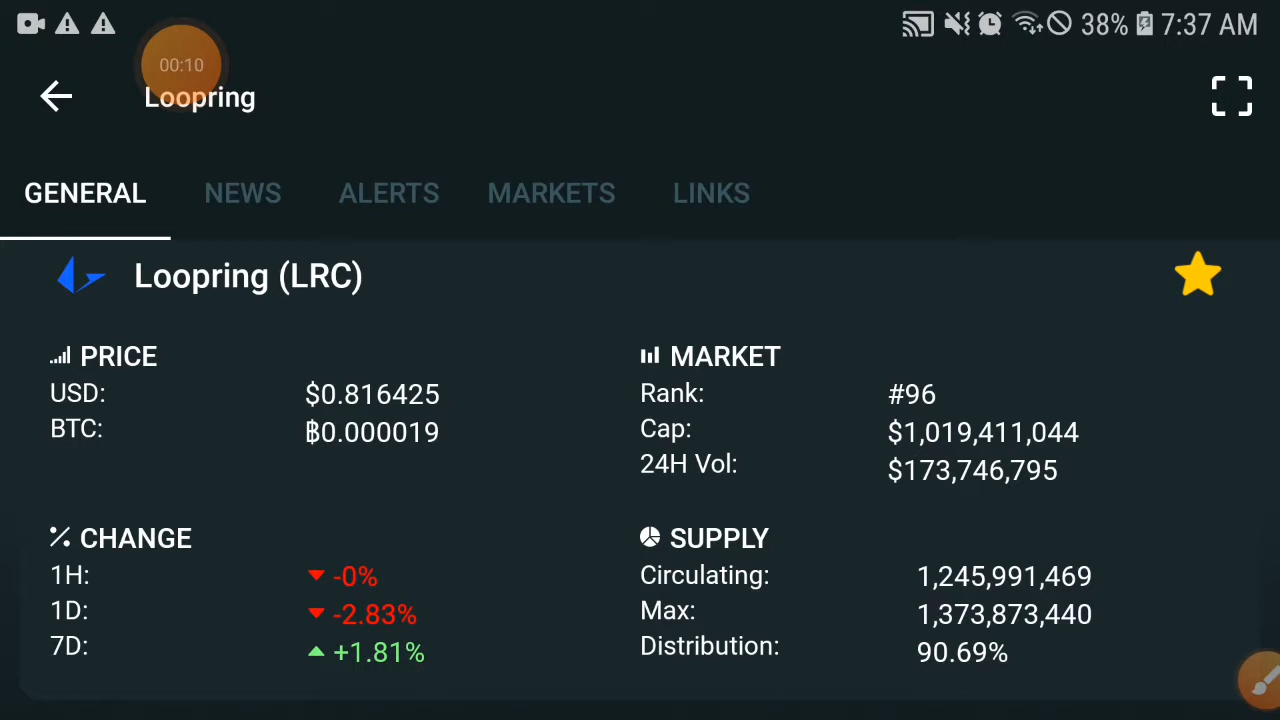 38% 7:37 AM
00:10
Loopring
GENERAL NEWS ALERTS MARKETS LINKS
Loopring (LRC)
PRICE
USD: $0.816425
BTC: ฿0.000019
MARKET
Rank: #96
Cap: $1,019,411,044
24H Vol: $173,746,795
CHANGE
1H: -0%
1D: -2.83%
7D: +1.81%
SUPPLY
Circulating: 1,245,991,469
Max: 1,373,873,440
Distribution: 90.69%